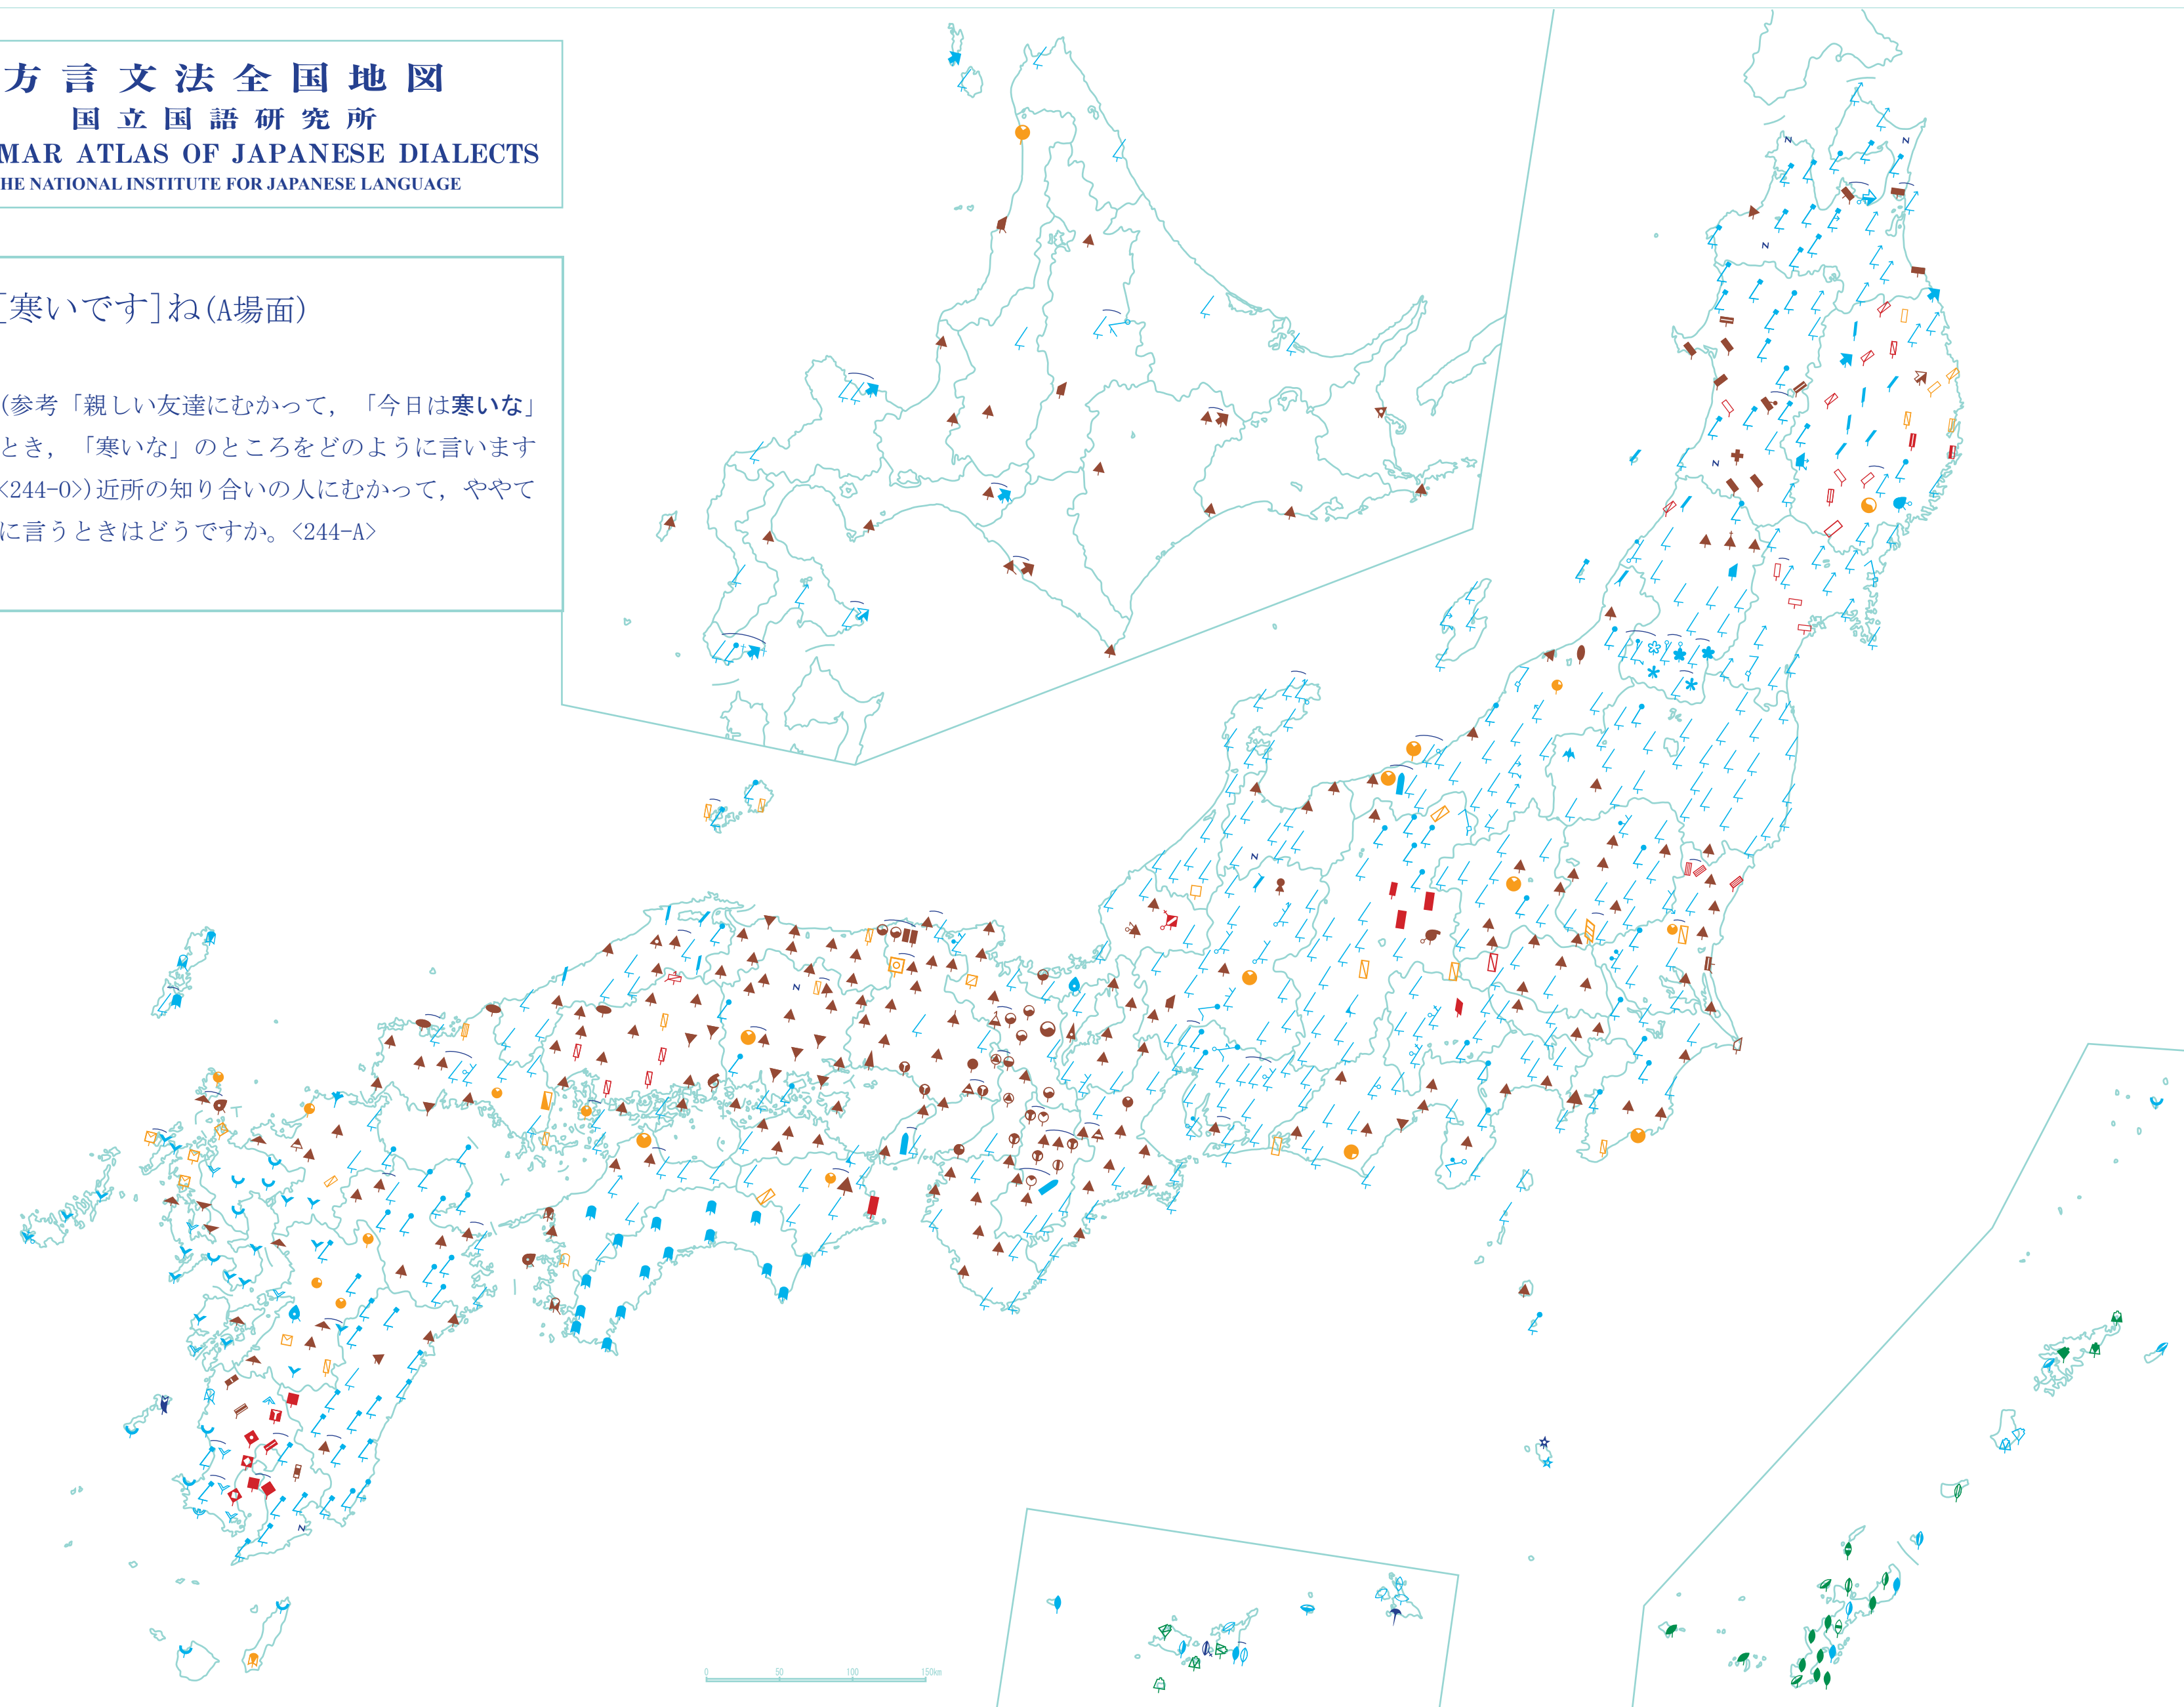 方言文法全国地図
国立国語研究所
MAR ATLAS OF JAPANESE DIALECTS
HE NATIONAL INSTITUTE FOR JAPANESE LANGUAGE
[寒いです]ね(A場面)
(参考「親しい友達にむかって，「今日は寒いな」
とき，「寒いな」のところをどのように言います
<244-0>)近所の知り合いの人にむかって，ややて
に言うときはどうですか。<244-A>
0 50 100 150km